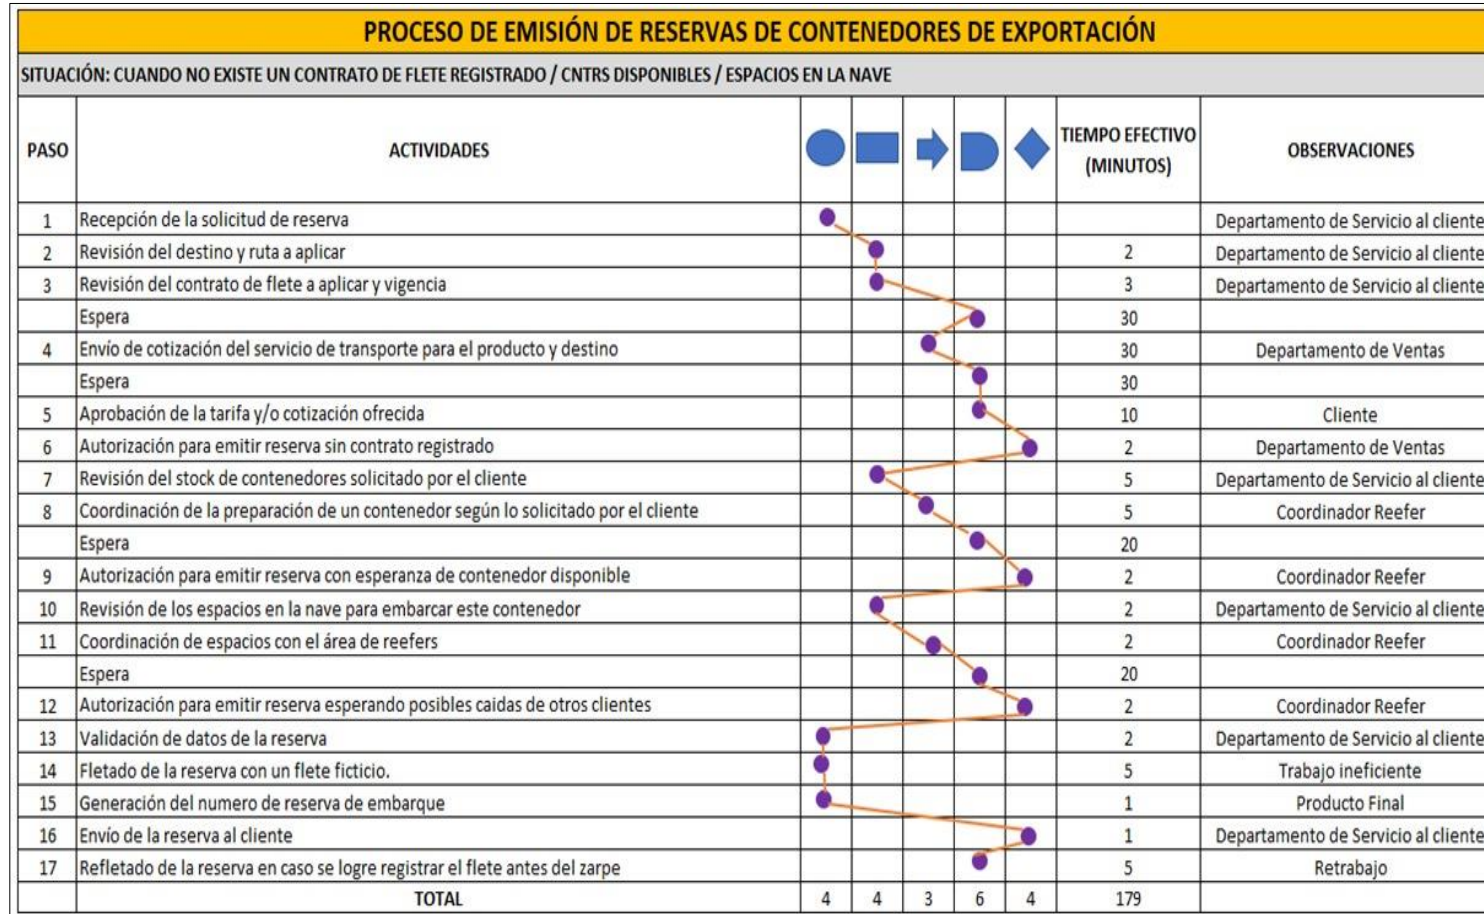 PROCESO DE EMISIÓN DE RESERVAS DE CONTENEDORES DE EXPORTACIÓN
SITUACIÓN: CUANDO NO EXISTE UN CONTRATO DE FLETE REGISTRADO / CNTRS DISPONIBLES / ESPACIOS EN LA NAVE
PASO ACTIVIDADES TIEMPO EFECTIVO (MINUTOS) OBSERVACIONES
1 Recepción de la solicitud de reserva Departamento de Servicio al cliente
2 Revisión del destino y ruta a aplicar 2 Departamento de Servicio al cliente
3 Revisión del contrato de flete a aplicar y vigencia 3 Departamento de Servicio al cliente
Espera 30
4 Envío de cotización del servicio de transporte para el producto y destino 30 Departamento de Ventas
Espera 30
5 Aprobación de la tarifa y/o cotización ofrecida 10 Cliente
6 Autorización para emitir reserva sin contrato registrado 2 Departamento de Ventas
7 Revisión del stock de contenedores solicitado por el cliente 5 Departamento de Servicio al cliente
8 Coordinación de la preparación de un contenedor según lo solicitado por el cliente 5 Coordinador Reefer
Espera 20
9 Autorización para emitir reserva con esperanza de contenedor disponible 2 Coordinador Reefer
10 Revisión de los espacios en la nave para embarcar este contenedor 2 Departamento de Servicio al cliente
11 Coordinación de espacios con el área de reefers 2 Coordinador Reefer
Espera 20
12 Autorización para emitir reserva esperando posibles caidas de otros clientes 2 Coordinador Reefer
13 Validación de datos de la reserva 2 Departamento de Servicio al cliente
14 Fletado de la reserva con un flete ficticio. 5 Trabajo ineficiente
15 Generación del numero de reserva de embarque 1 Producto Final
16 Envío de la reserva al cliente 1 Departamento de Servicio al cliente
17 Refletado de la reserva en caso se logre registrar el flete antes del zarpe 5 Retrabajo
TOTAL 4 4 3 6 4 179